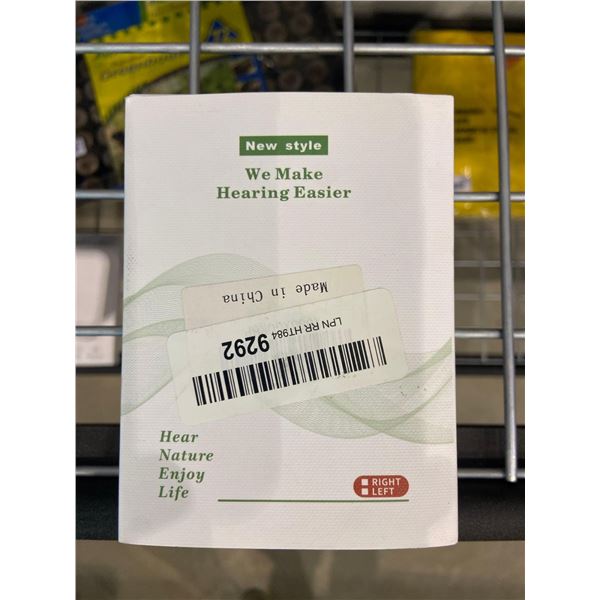 New style
We Make
Hearing Easier
Made in China
LPN RR HT984 9292
Hear
Nature
Enjoy
Life
RIGHT
LEFT